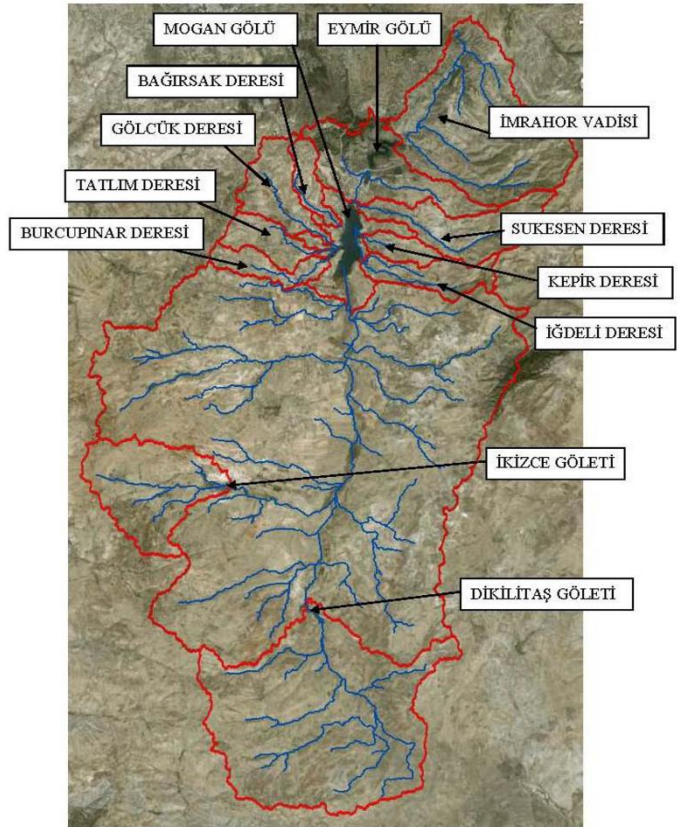 MOGAN GÖLÜ
EYMİR GÖLÜ
BAĞIRSAK DERESİ
GÖLCÜK DERESİ
İMRAHOR VADİSİ
TATLIM DERESİ
BURCUPINAR DERESİ
SUKESEN DERESİ
KEPİR DERESİ
İĞDELİ DERESİ
İKİZCE GÖLETİ
DİKİLİTAŞ GÖLETİ